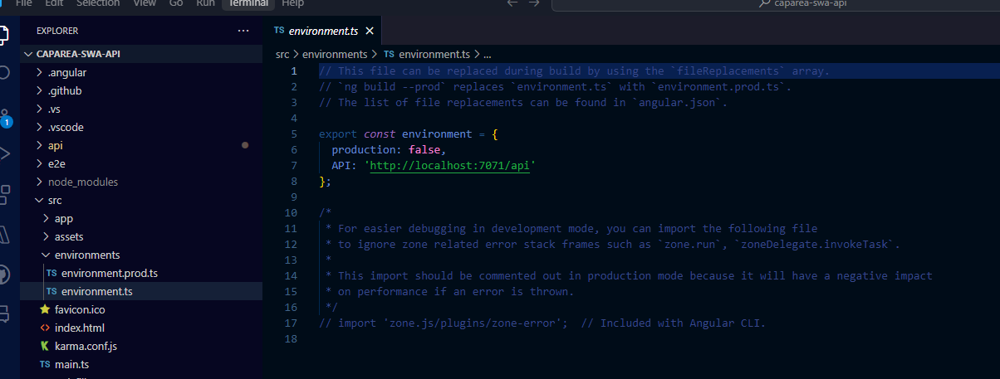 File Edit Selection View Go Run Terminal Help
caparea-swa-api
EXPLORER
CAPAREA-SWA-API
.angular
.github
.vs
.vscode
api
e2e
node_modules
src
app
assets
environments
TS environment.prod.ts
TS environment.ts
favicon.ico
index.html
karma.conf.js
TS main.ts
1
TS environment.ts
src > environments > TS environment.ts > ...
1 // This file can be replaced during build by using the `fileReplacements` array.
2 // `ng build --prod` replaces `environment.ts` with `environment.prod.ts`.
3 // The list of file replacements can be found in `angular.json`.
4
5 export const environment = {
6 production: false,
7 API: 'http://localhost:7071/api'
8 };
9
10 /*
11 * For easier debugging in development mode, you can import the following file
12 * to ignore zone related error stack frames such as `zone.run`, `zoneDelegate.invokeTask`.
13 *
14 * This import should be commented out in production mode because it will have a negative impact
15 * on performance if an error is thrown.
16 */
17 // import 'zone.js/plugins/zone-error';  // Included with Angular CLI.
18